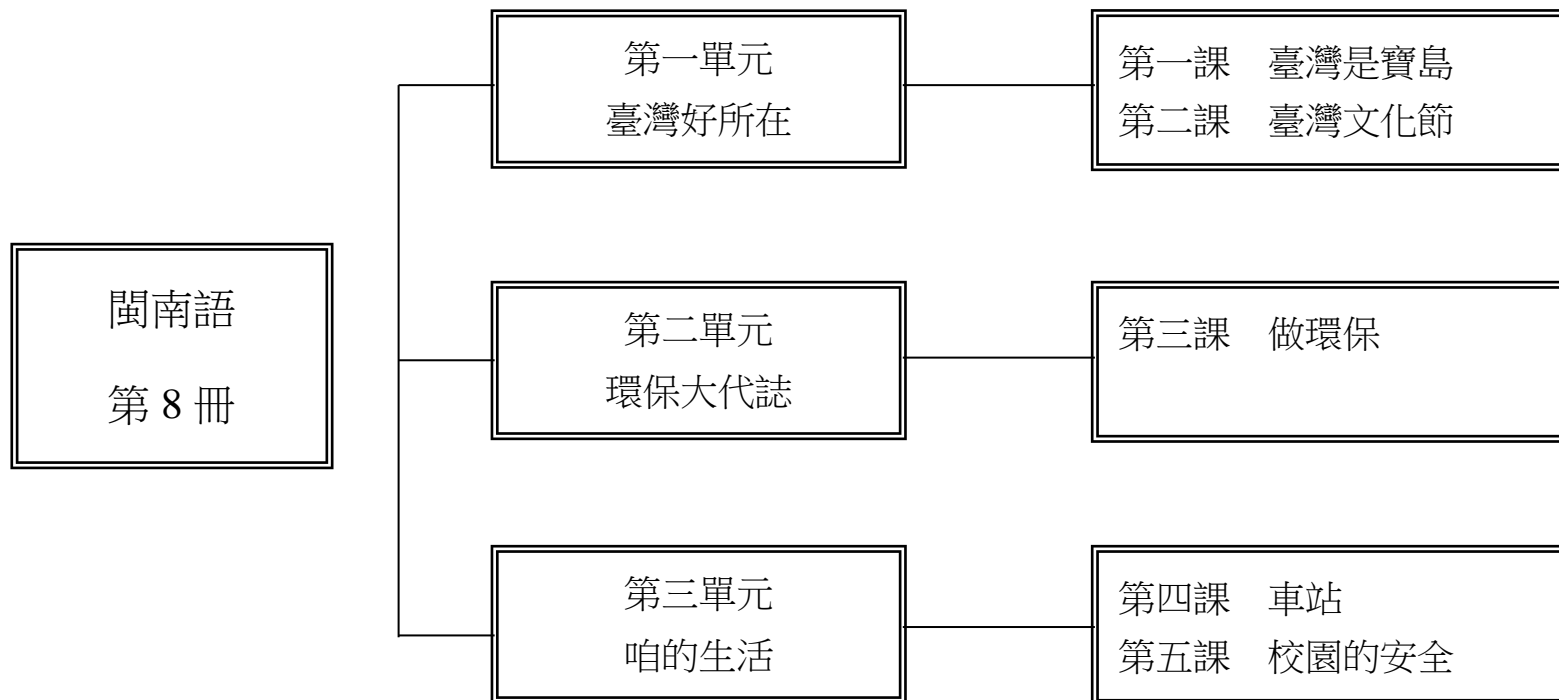 第一單元
臺灣好所在
第一課　臺灣是寶島
第二課　臺灣文化節
閩南語
第 8 冊
第二單元
環保大代誌
第三課　做環保
第三單元
咱的生活
第四課　車站
第五課　校園的安全